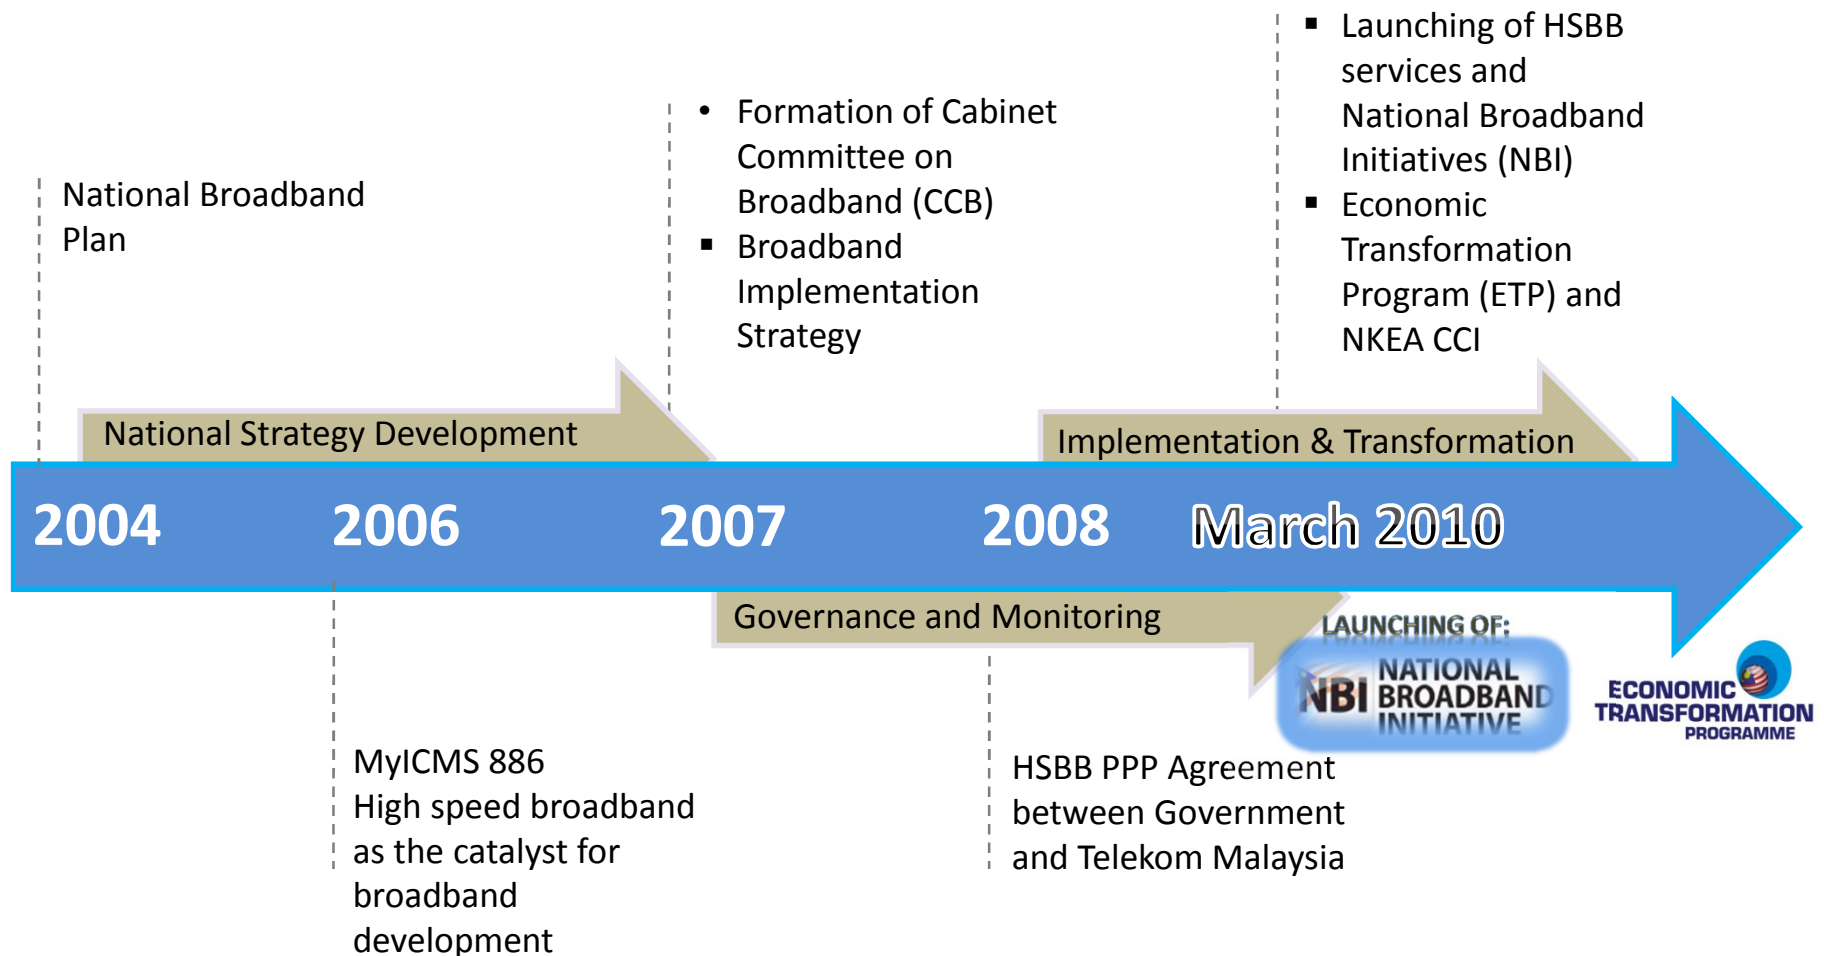 National Broadband
Plan
• Formation of Cabinet
Committee on
Broadband (CCB)
▪ Broadband
Implementation
Strategy
▪ Launching of HSBB
services and
National Broadband
Initiatives (NBI)
▪ Economic
Transformation
Program (ETP) and
NKEA CCI
National Strategy Development
Implementation & Transformation
2004
2006
2007
2008
March 2010
Governance and Monitoring
LAUNCHING OF:
NBI
NATIONAL
BROADBAND
INITIATIVE
ECONOMIC
TRANSFORMATION
PROGRAMME
MyICMS 886
High speed broadband
as the catalyst for
broadband
development
HSBB PPP Agreement
between Government
and Telekom Malaysia